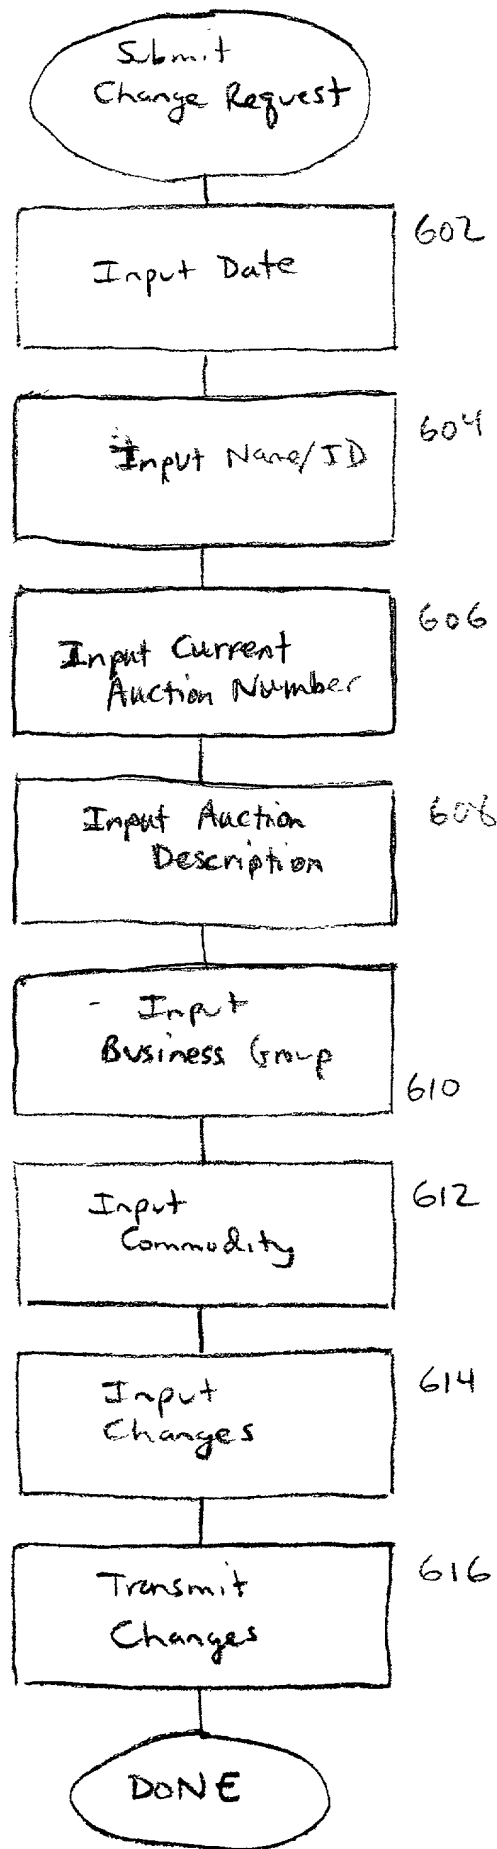 Submit
Change Request
602
Input Date
604
Input Name/ID
606
Input Current
Auction Number
608
Input Auction
Description
Input
Business Group
610
612
Input
Commodity
614
Input
Changes
616
Transmit
Changes
DONE